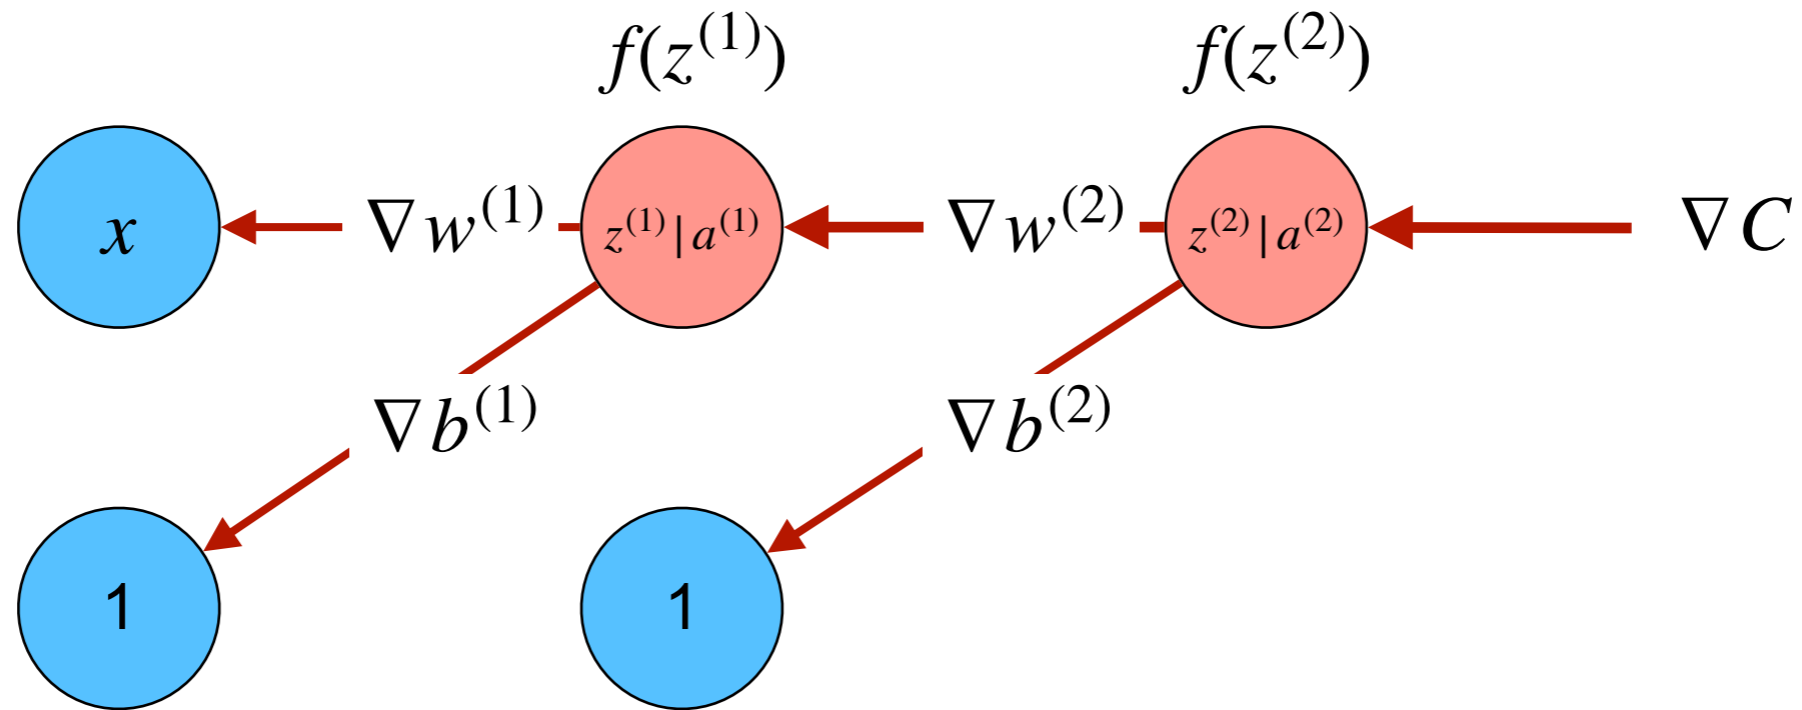 f(z⁽¹⁾) f(z⁽²⁾)
x ∇w⁽¹⁾ z⁽¹⁾|a⁽¹⁾ ∇w⁽²⁾ z⁽²⁾|a⁽²⁾ ∇C
∇b⁽¹⁾ ∇b⁽²⁾
1 1